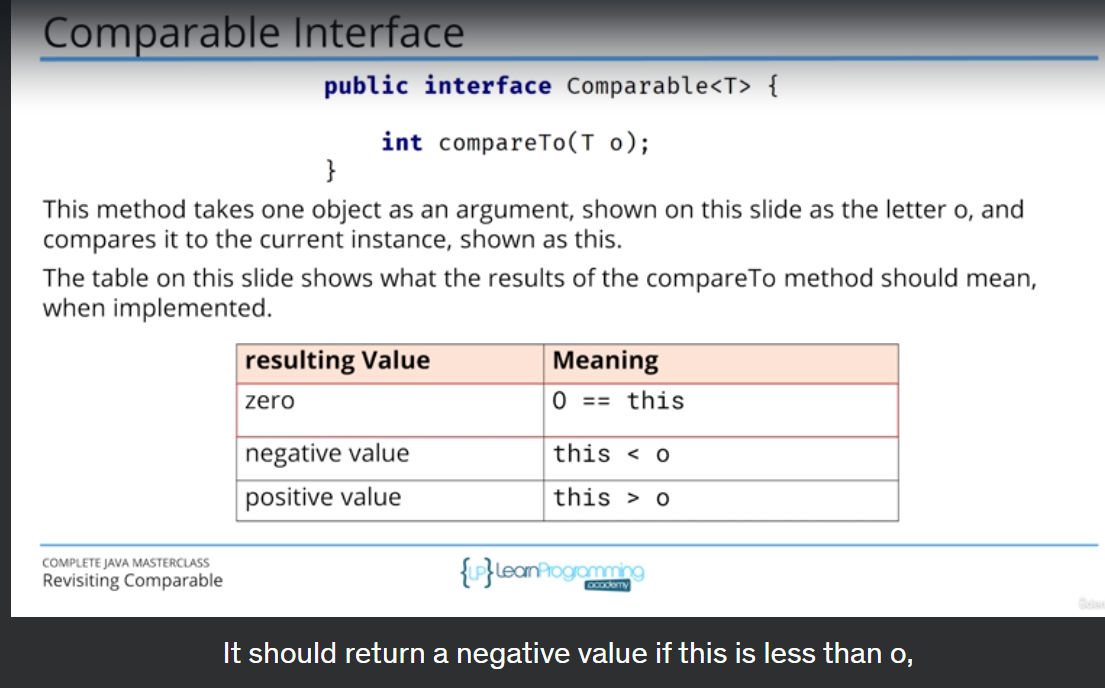 Comparable Interface
public interface Comparable<T> {
int compareTo(T o);
}
This method takes one object as an argument, shown on this slide as the letter o, and
compares it to the current instance, shown as this.
The table on this slide shows what the results of the compareTo method should mean,
when implemented.
resulting Value Meaning
zero O == this
negative value this < o
positive value this > o
COMPLETE JAVA MASTERCLASS
Revisiting Comparable
{LP} LearnProgramming
academy
It should return a negative value if this is less than o,